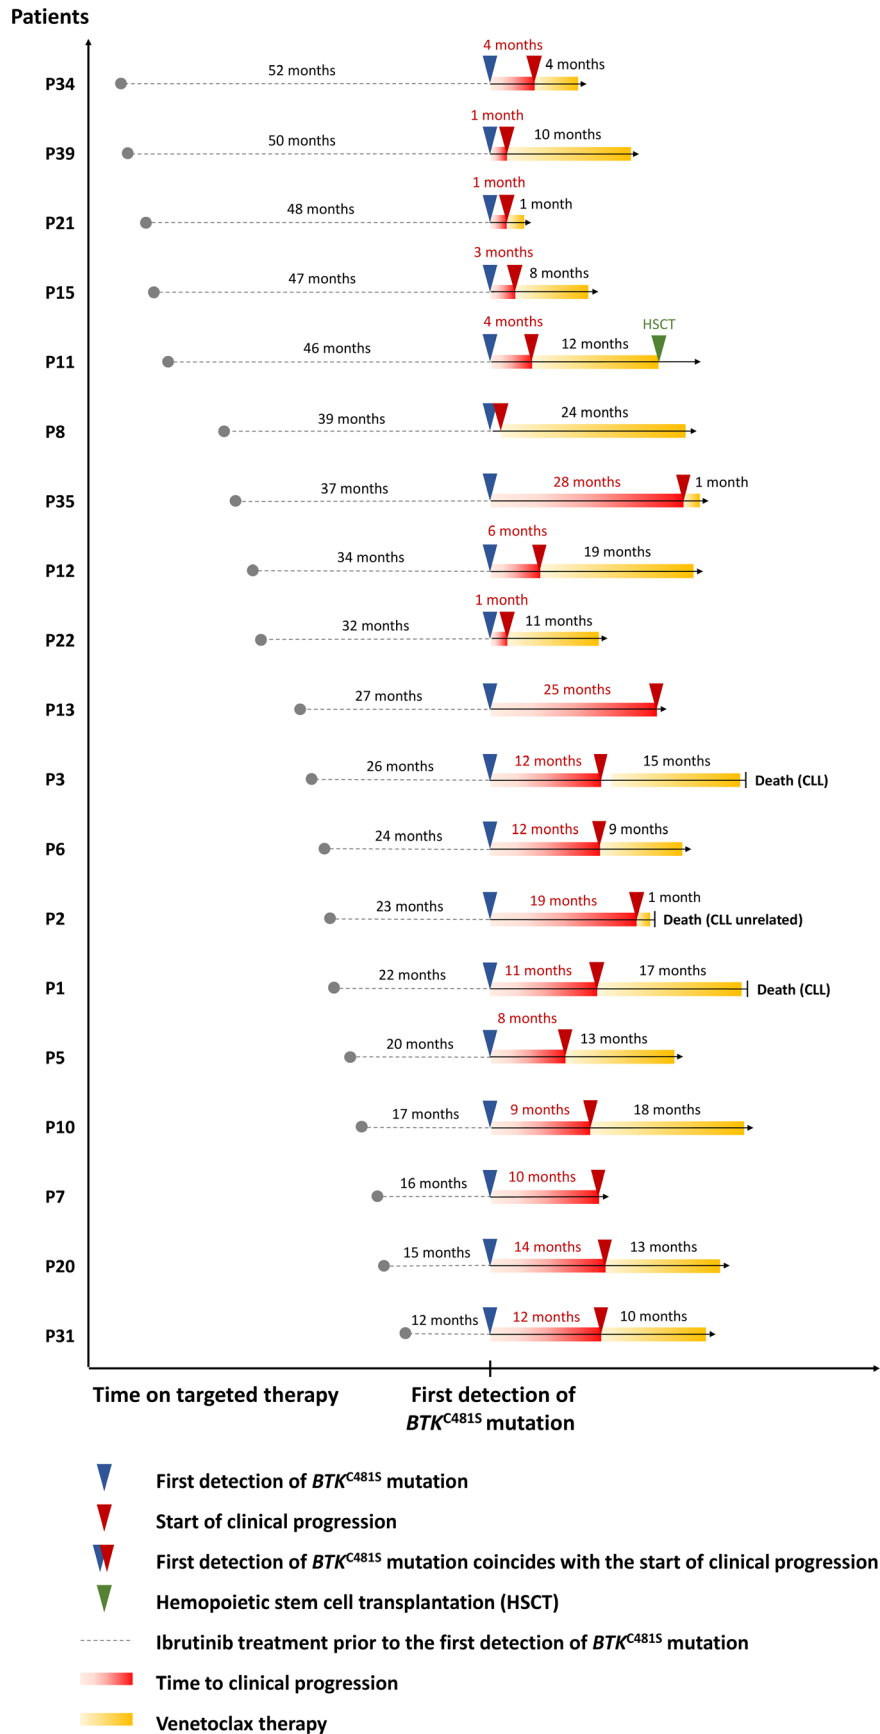 Patients
4 months
P34 52 months 4 months
1 month
P39 50 months 10 months
1 month
P21 48 months 1 month
3 months
P15 47 months 8 months
4 months HSCT
P11 46 months 12 months
P8 39 months 24 months
P35 37 months 28 months 1 month
6 months
P12 34 months 19 months
1 month
P22 32 months 11 months
P13 27 months 25 months
P3 26 months 12 months 15 months Death (CLL)
P6 24 months 12 months 9 months
P2 23 months 19 months 1 month Death (CLL unrelated)
P1 22 months 11 months 17 months Death (CLL)
8 months
P5 20 months 13 months
P10 17 months 9 months 18 months
P7 16 months 10 months
P20 15 months 14 months 13 months
P31 12 months 12 months 10 months
Time on targeted therapy First detection of
BTK^C481S mutation
First detection of BTK^C481S mutation
Start of clinical progression
First detection of BTK^C481S mutation coincides with the start of clinical progression
Hemopoietic stem cell transplantation (HSCT)
Ibrutinib treatment prior to the first detection of BTK^C481S mutation
Time to clinical progression
Venetoclax therapy